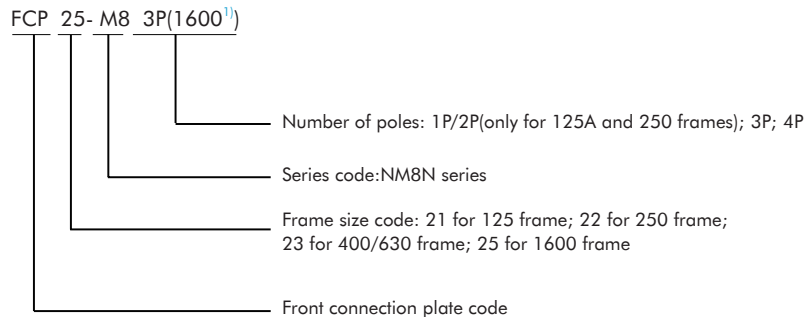 FCP 25- M8 3P(1600¹⁾)
Number of poles: 1P/2P(only for 125A and 250 frames); 3P; 4P
Series code:NM8N series
Frame size code: 21 for 125 frame; 22 for 250 frame;
23 for 400/630 frame; 25 for 1600 frame
Front connection plate code